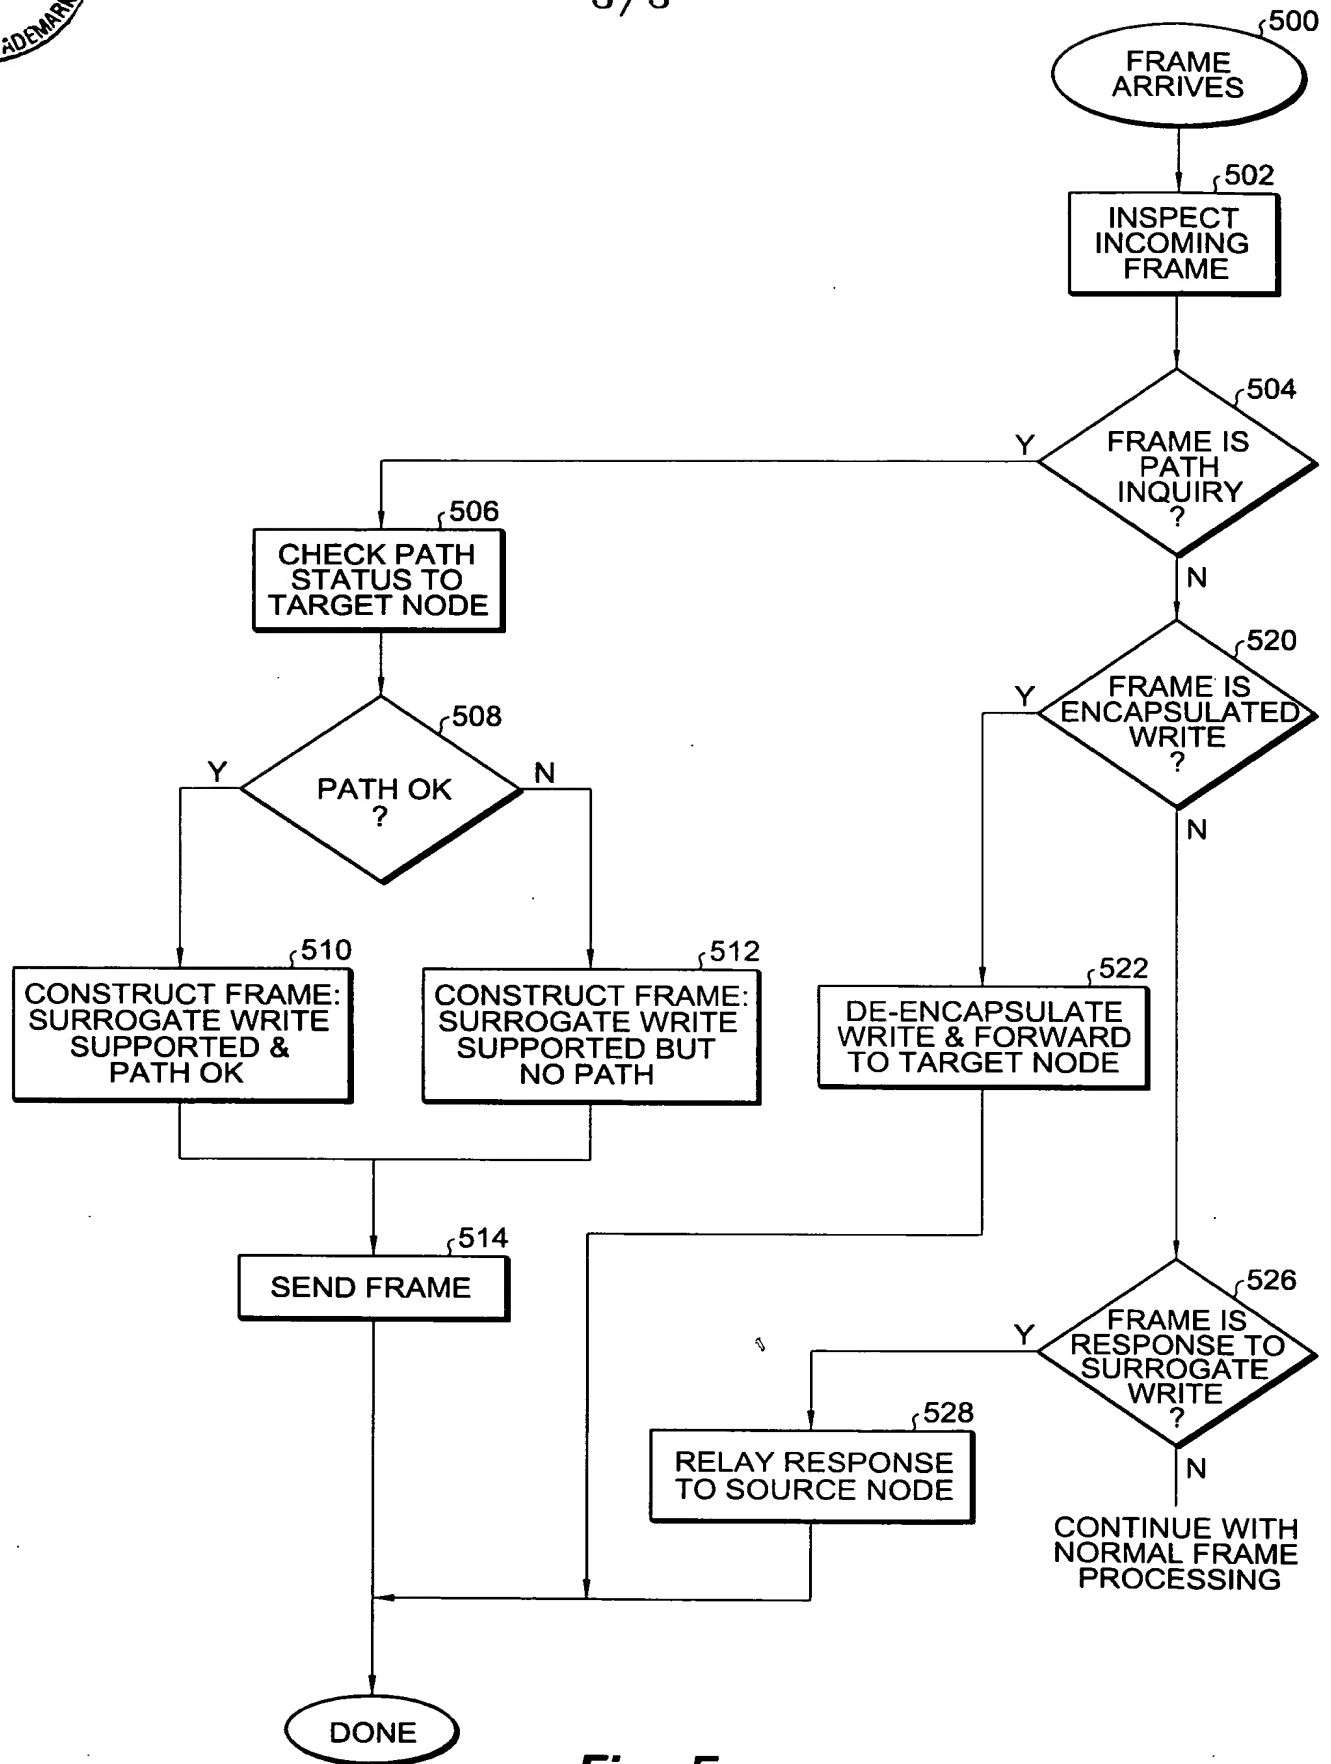 5/5
500
FRAME
ARRIVES
502
INSPECT
INCOMING
FRAME
504
FRAME IS
PATH
INQUIRY
?
Y
N
506
CHECK PATH
STATUS TO
TARGET NODE
508
PATH OK
?
Y
N
510
CONSTRUCT FRAME:
SURROGATE WRITE
SUPPORTED &
PATH OK
512
CONSTRUCT FRAME:
SURROGATE WRITE
SUPPORTED BUT
NO PATH
514
SEND FRAME
520
FRAME IS
ENCAPSULATED
WRITE
?
Y
N
522
DE-ENCAPSULATE
WRITE & FORWARD
TO TARGET NODE
526
FRAME IS
RESPONSE TO
SURROGATE
WRITE
?
Y
N
528
RELAY RESPONSE
TO SOURCE NODE
CONTINUE WITH
NORMAL FRAME
PROCESSING
DONE